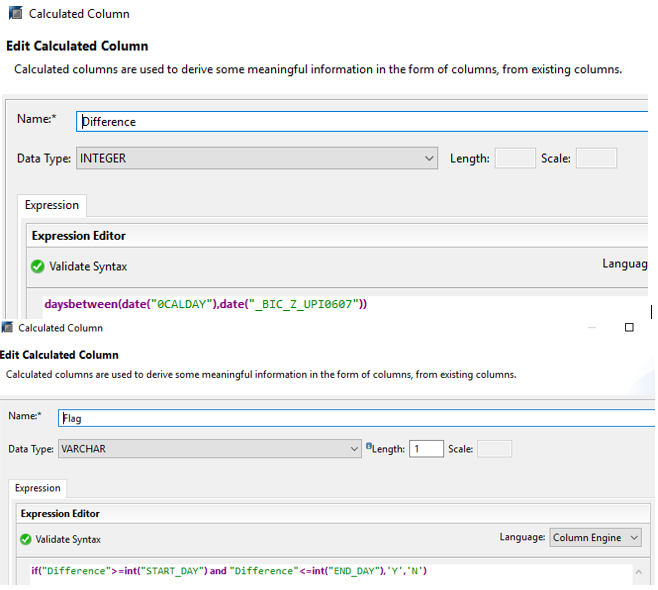 Calculated Column
Edit Calculated Column
Calculated columns are used to derive some meaningful information in the form of columns, from existing columns.
Name:* Difference
Data Type: INTEGER Length: Scale:
Expression
Expression Editor
Validate Syntax Languag
daysbetween(date("0CALDAY"),date("_BIC_Z_UPI0607"))
Calculated Column
Edit Calculated Column
Calculated columns are used to derive some meaningful information in the form of columns, from existing columns.
Name:* Flag
Data Type: VARCHAR Length: 1 Scale:
Expression
Expression Editor
Validate Syntax Language: Column Engine
if("Difference">=int("START_DAY") and "Difference"<=int("END_DAY"),'Y','N')